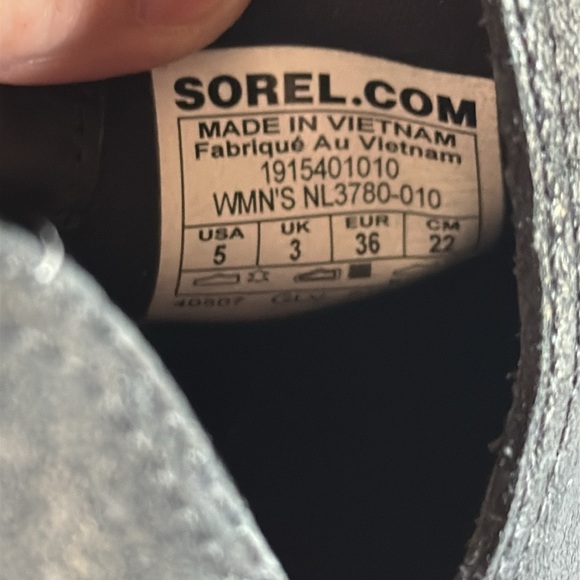 SOREL.COM
MADE IN VIETNAM
Fabriqué Au Vietnam
1915401010
WMN'S NL3780-010
USA UK EUR CM
5 3 36 22